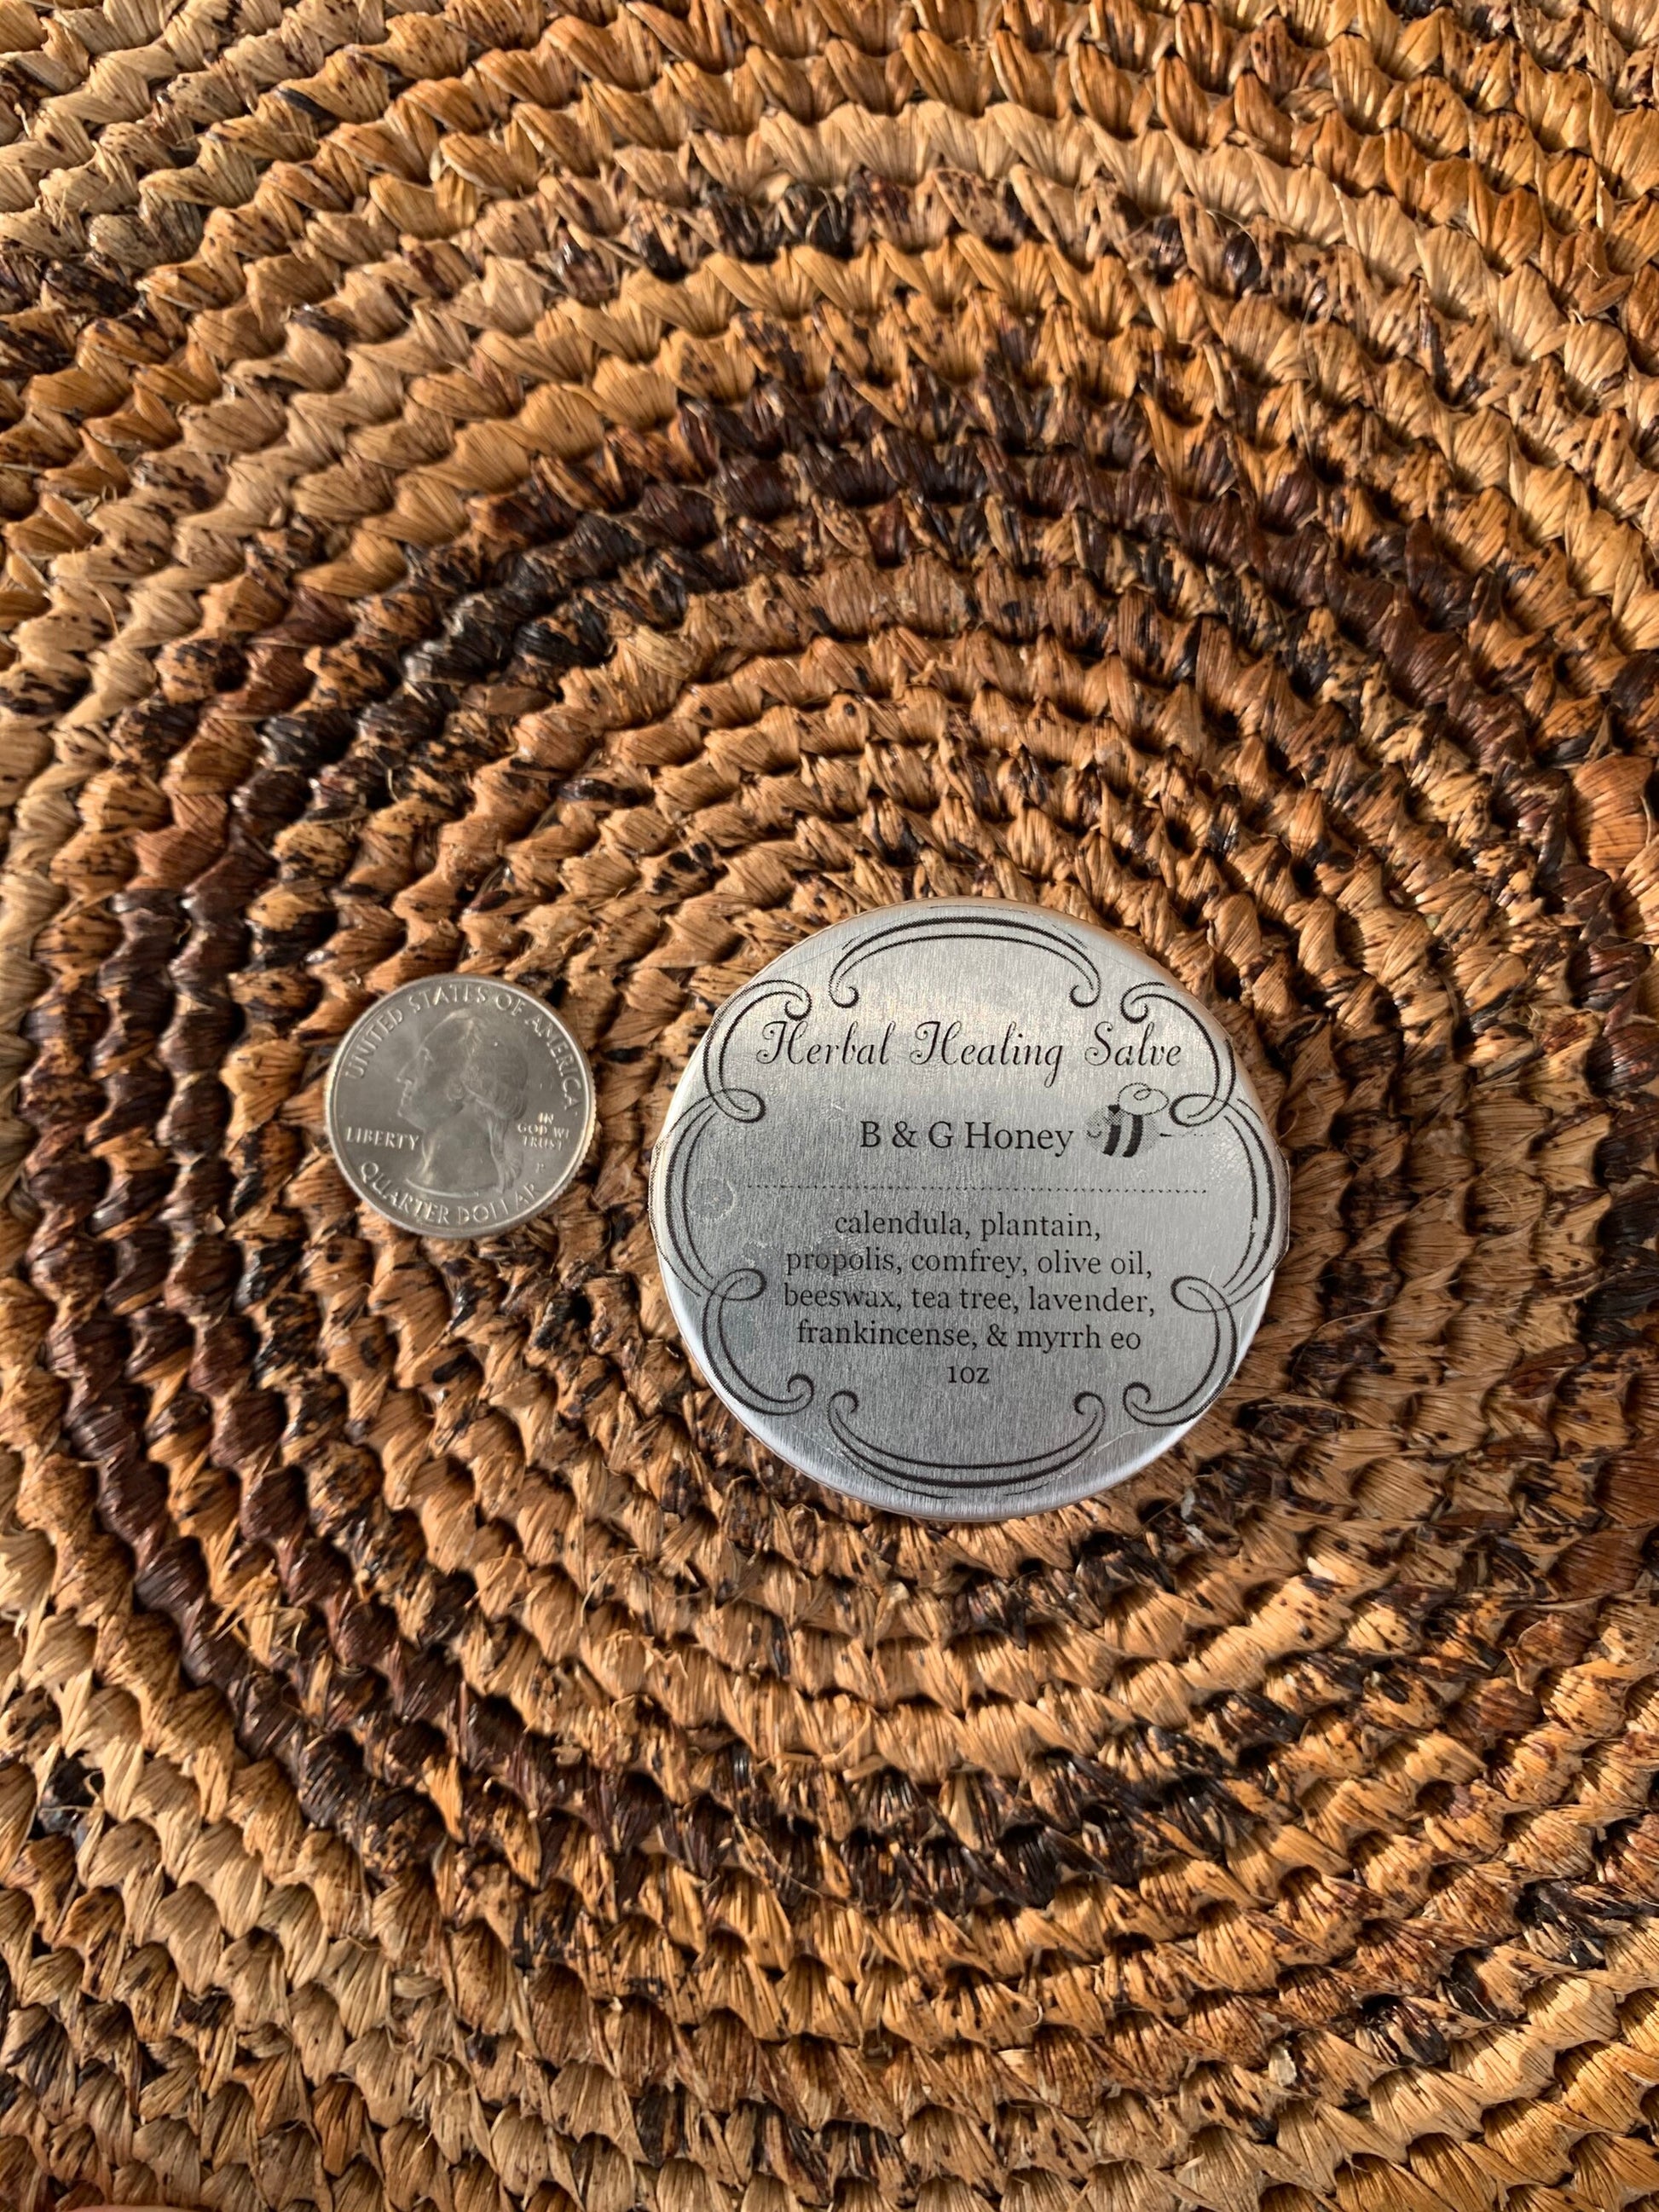 UNITED STATES OF AMERICA
LIBERTY
IN
GOD WE
TRUST
P
QUARTER DOLLAR
Herbal Healing Salve
B & G Honey
calendula, plantain,
propolis, comfrey, olive oil,
beeswax, tea tree, lavender,
frankincense, & myrrh eo
1oz